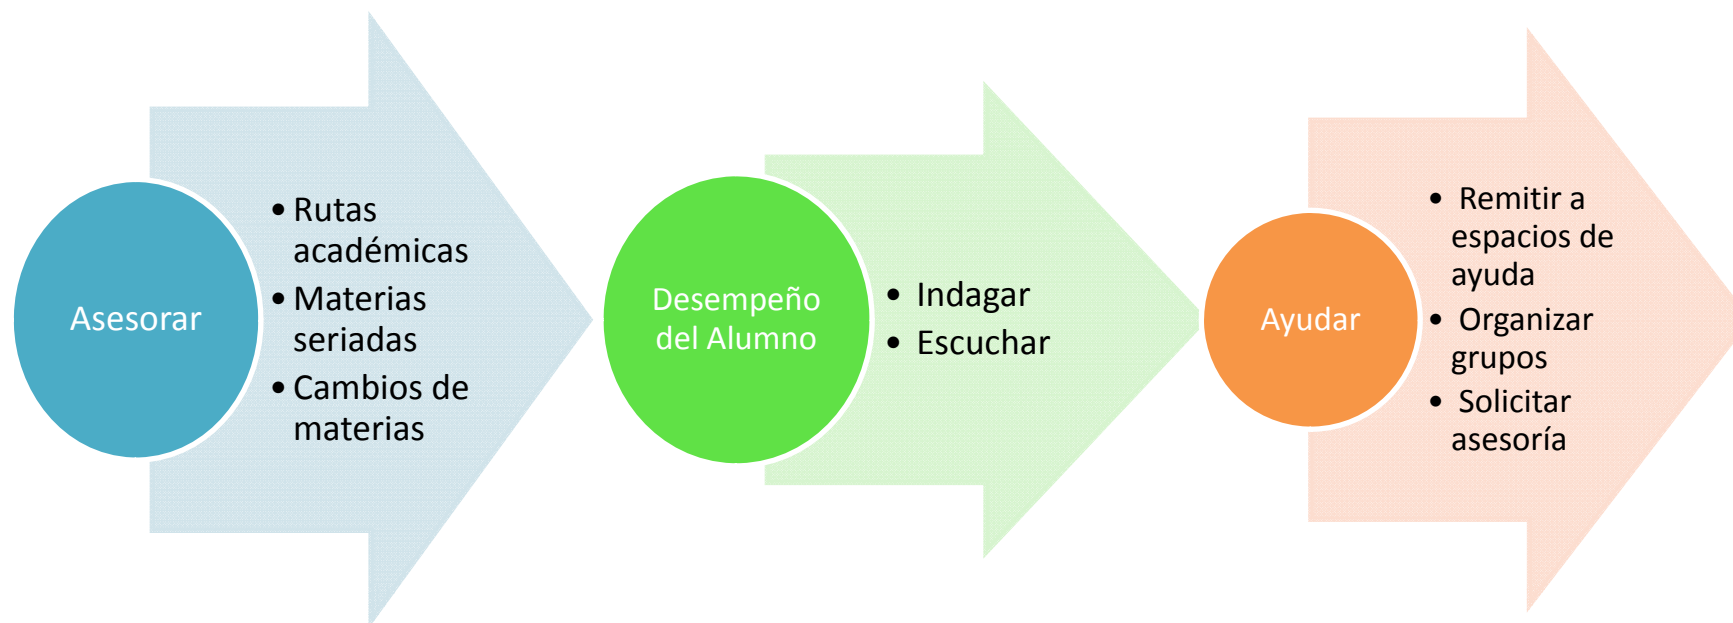 Asesorar
• Rutas
académicas
• Materias
seriadas
• Cambios de
materias
Desempeño
del Alumno
• Indagar
• Escuchar
Ayudar
• Remitir a
espacios de
ayuda
• Organizar
grupos
• Solicitar
asesoría